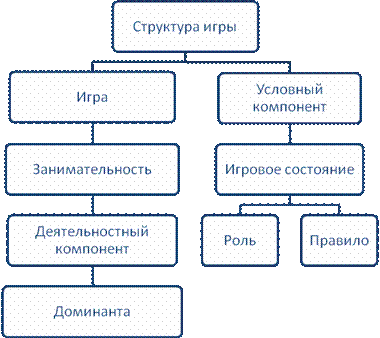 Структура игры
Игра
Условный
компонент
Занимательность
Игровое состояние
Деятельностный
компонент
Роль
Правило
Доминанта